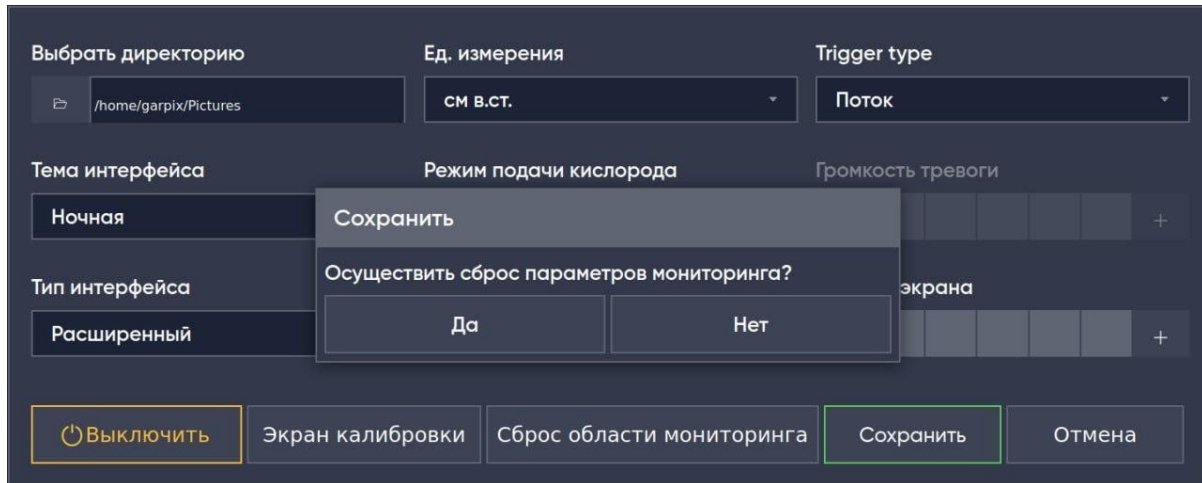 Выбрать директорию
Ед. измерения
Trigger type
/home/garpix/Pictures
см в.ст.
Поток
Тема интерфейса
Режим подачи кислорода
Громкость тревоги
Ночная
+
Сохранить
Осуществить сброс параметров мониторинга?
Да
Нет
Тип интерфейса
экрана
Расширенный
+
Выключить
Экран калибровки
Сброс области мониторинга
Сохранить
Отмена